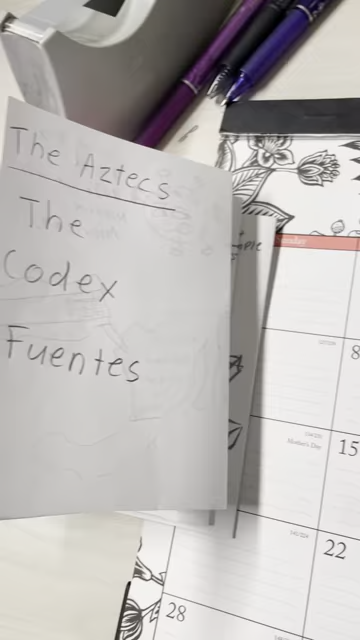 The Aztecs
The
Codex
Fuentes
Mother's Day
8
15
22
28